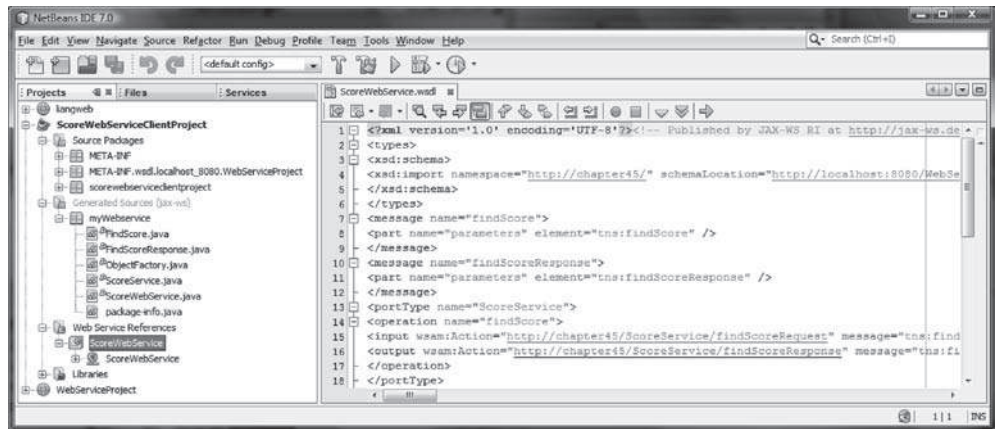 NetBeans IDE 7.0
File Edit View Navigate Source Refactor Run Debug Profile Team Tools Window Help
Search (Ctrl+I)
<default config>
Projects Files Services
langweb
ScoreWebServiceClientProject
Source Packages
META-INF
META-INF.wsdl.localhost_8080.WebServiceProject
scorewebserviceclientproject
Generated Sources (jax-ws)
myWebservice
FindScore.java
FindScoreResponse.java
ObjectFactory.java
ScoreService.java
ScoreWebService.java
package-info.java
Web Service References
ScoreWebService
ScoreWebService
Libraries
WebServiceProject
ScoreWebService.wsdl
1 <?xml version='1.0' encoding='UTF-8'?><!-- Published by JAX-WS RI at http://jax-ws.de
2 <types>
3 <xsd:schema>
4 <xsd:import namespace="http://chapter45/" schemaLocation="http://localhost:8080/WebSe
5 </xsd:schema>
6 </types>
7 <message name="findScore">
8 <part name="parameters" element="tns:findScore" />
9 </message>
10 <message name="findScoreResponse">
11 <part name="parameters" element="tns:findScoreResponse" />
12 </message>
13 <portType name="ScoreService">
14 <operation name="findScore">
15 <input wsam:Action="http://chapter45/ScoreService/findScoreRequest" message="tns:find
16 <output wsam:Action="http://chapter45/ScoreService/findScoreResponse" message="tns:fi
17 </operation>
18 </portType>
1|1 INS